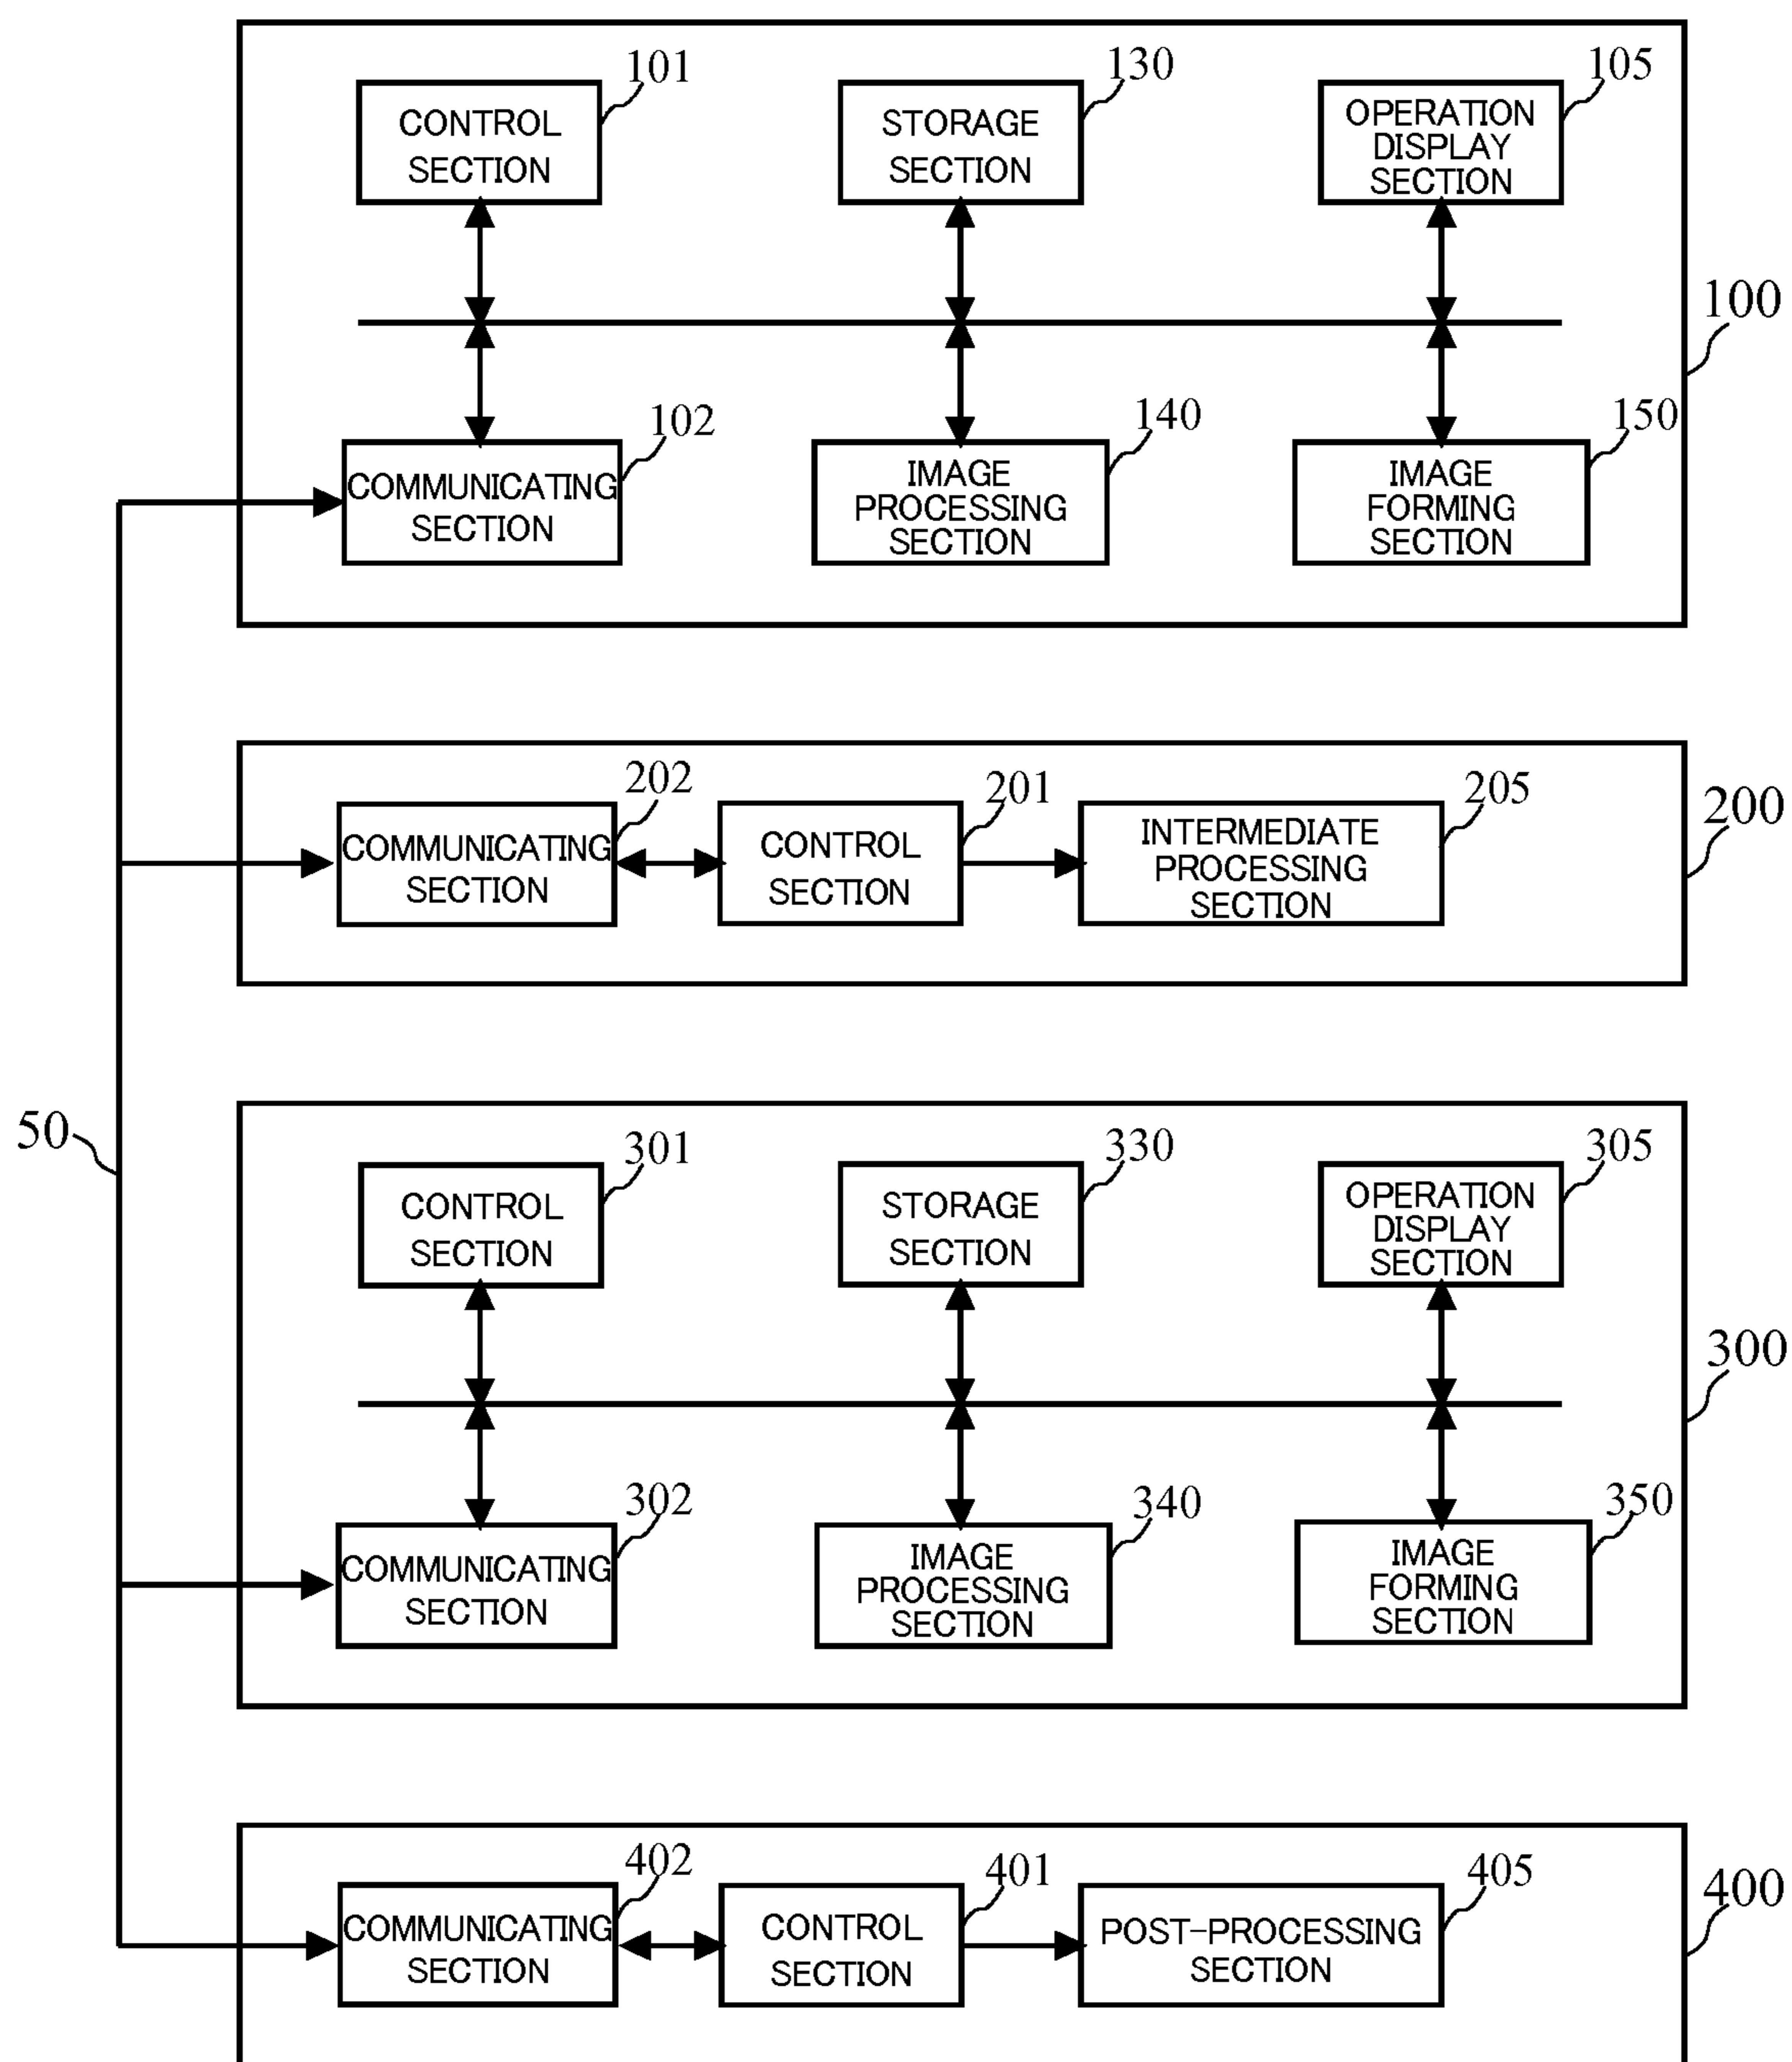 101
CONTROL
SECTION
130
STORAGE
SECTION
105
OPERATION
DISPLAY
SECTION
100
102
COMMUNICATING
SECTION
140
IMAGE
PROCESSING
SECTION
150
IMAGE
FORMING
SECTION
202
COMMUNICATING
SECTION
201
CONTROL
SECTION
205
INTERMEDIATE
PROCESSING
SECTION
200
50
301
CONTROL
SECTION
330
STORAGE
SECTION
305
OPERATION
DISPLAY
SECTION
300
302
COMMUNICATING
SECTION
340
IMAGE
PROCESSING
SECTION
350
IMAGE
FORMING
SECTION
402
COMMUNICATING
SECTION
401
CONTROL
SECTION
405
POST-PROCESSING
SECTION
400